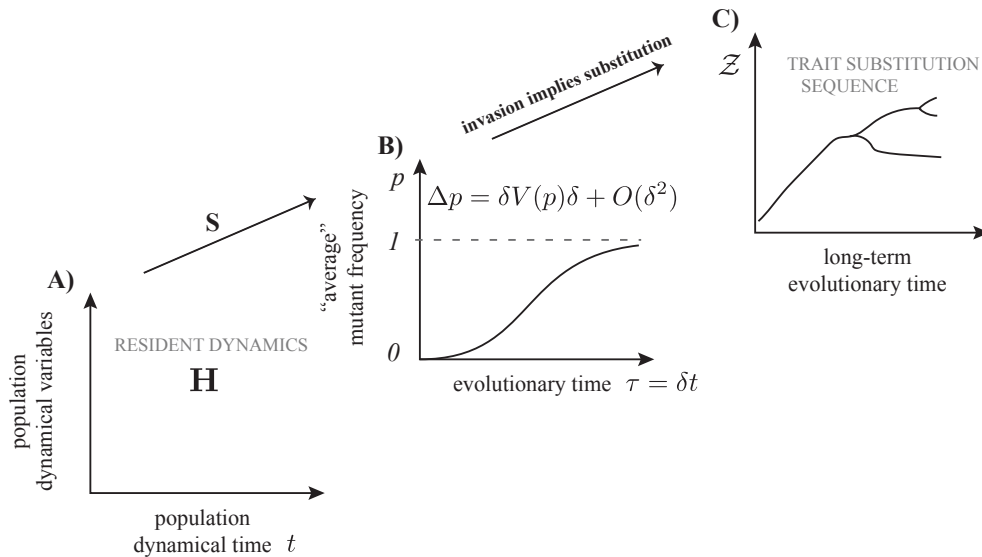 A)
population
dynamical variables
RESIDENT DYNAMICS
H
population
dynamical time t
S
B)
p
Δp = δV(p)δ + O(δ²)
1
"average"
mutant frequency
0
evolutionary time τ = δt
invasion implies substitution
C)
𝒵
TRAIT SUBSTITUTION
SEQUENCE
long-term
evolutionary time